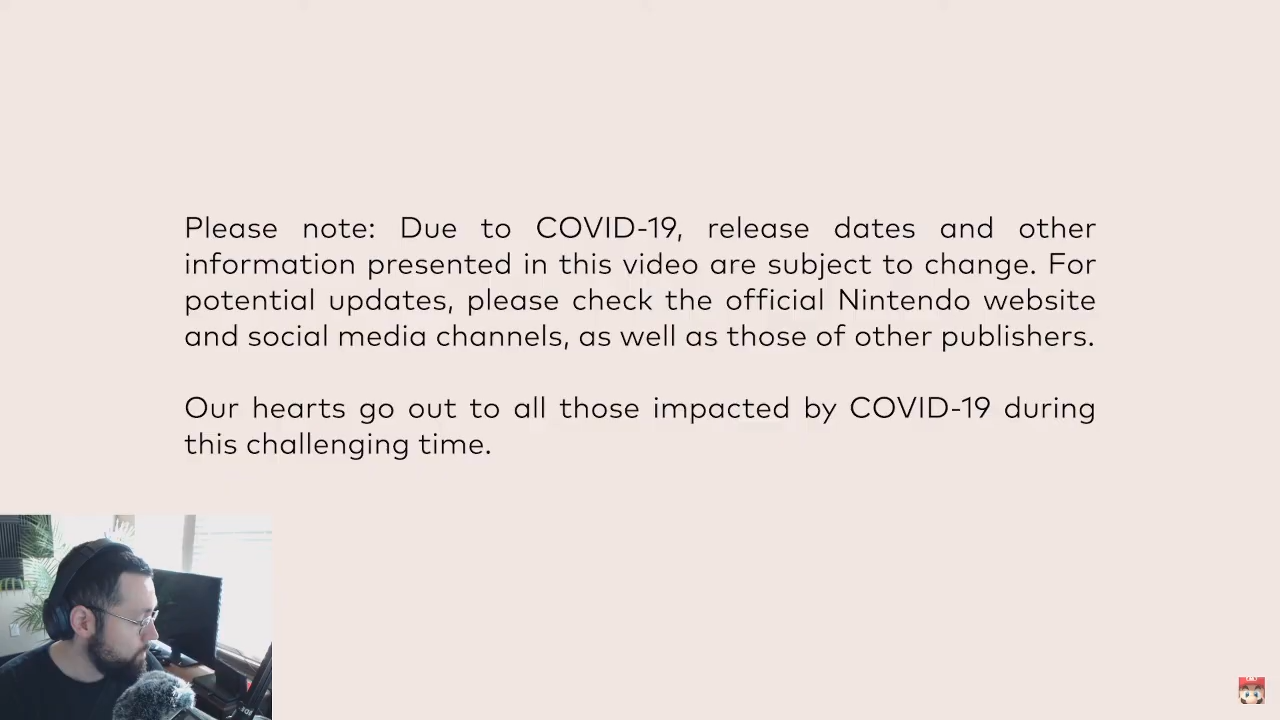 Please note: Due to COVID-19, release dates and other
information presented in this video are subject to change. For
potential updates, please check the official Nintendo website
and social media channels, as well as those of other publishers.
Our hearts go out to all those impacted by COVID-19 during
this challenging time.